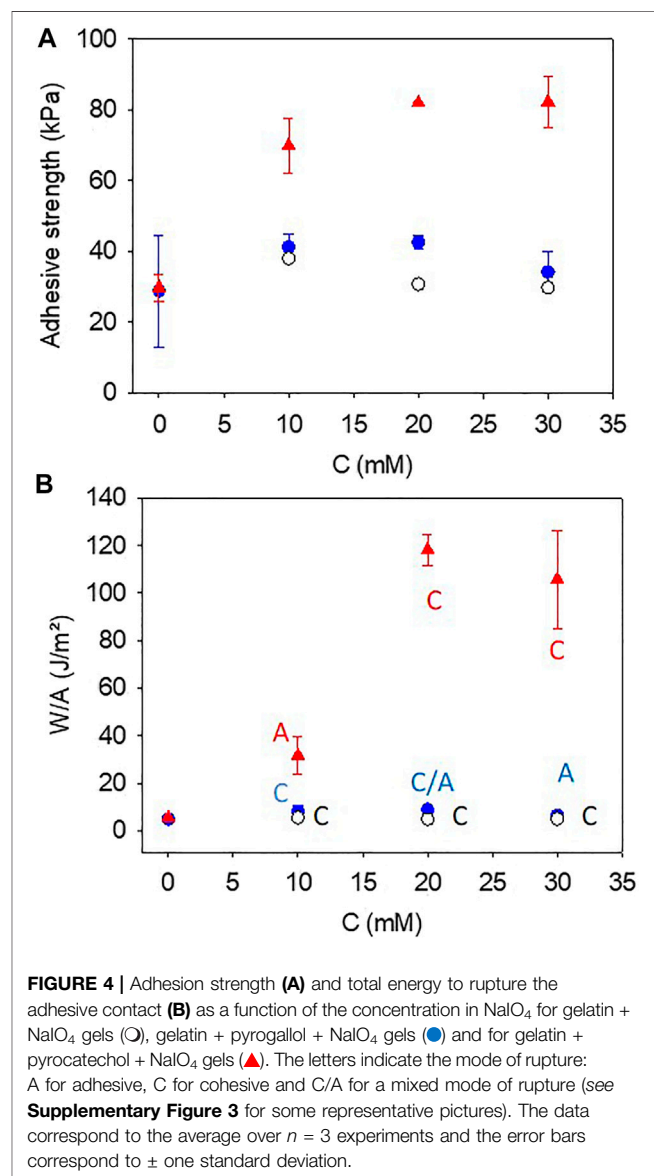 A
100
80
60
40
20
0
Adhesive strength (kPa)
0 5 10 15 20 25 30 35
C (mM)
B
140
120
100
80
60
40
20
0
W/A (J/m²)
C
C
A
C
C/A
A
C
C
C
0 5 10 15 20 25 30 35
C (mM)
FIGURE 4 | Adhesion strength (A) and total energy to rupture the
adhesive contact (B) as a function of the concentration in NaIO4 for gelatin +
NaIO4 gels (❍), gelatin + pyrogallol + NaIO4 gels (●) and for gelatin +
pyrocatechol + NaIO4 gels (▲). The letters indicate the mode of rupture:
A for adhesive, C for cohesive and C/A for a mixed mode of rupture (see
Supplementary Figure 3 for some representative pictures). The data
correspond to the average over n = 3 experiments and the error bars
correspond to ± one standard deviation.